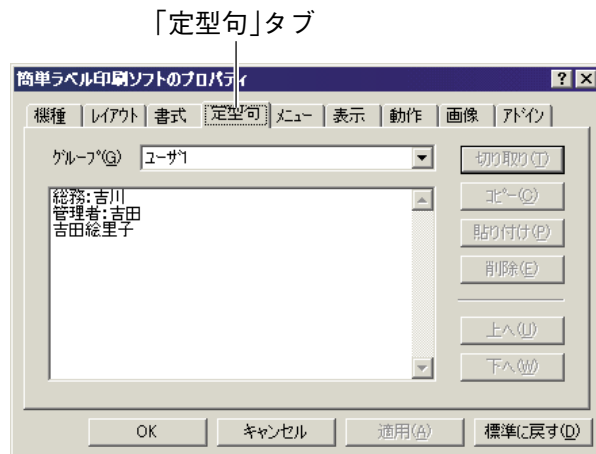 「定型句」タブ
簡単ラベル印刷ソフトのプロパティ
機種 レイアウト 書式 定型句 メニュー 表示 動作 画像 アドイン
グループ(G) ユーザ1
総務:吉川
管理者:吉田
吉田絵里子
切り取り(T)
コピー(C)
貼り付け(P)
削除(E)
上へ(U)
下へ(W)
OK キャンセル 適用(A) 標準に戻す(D)